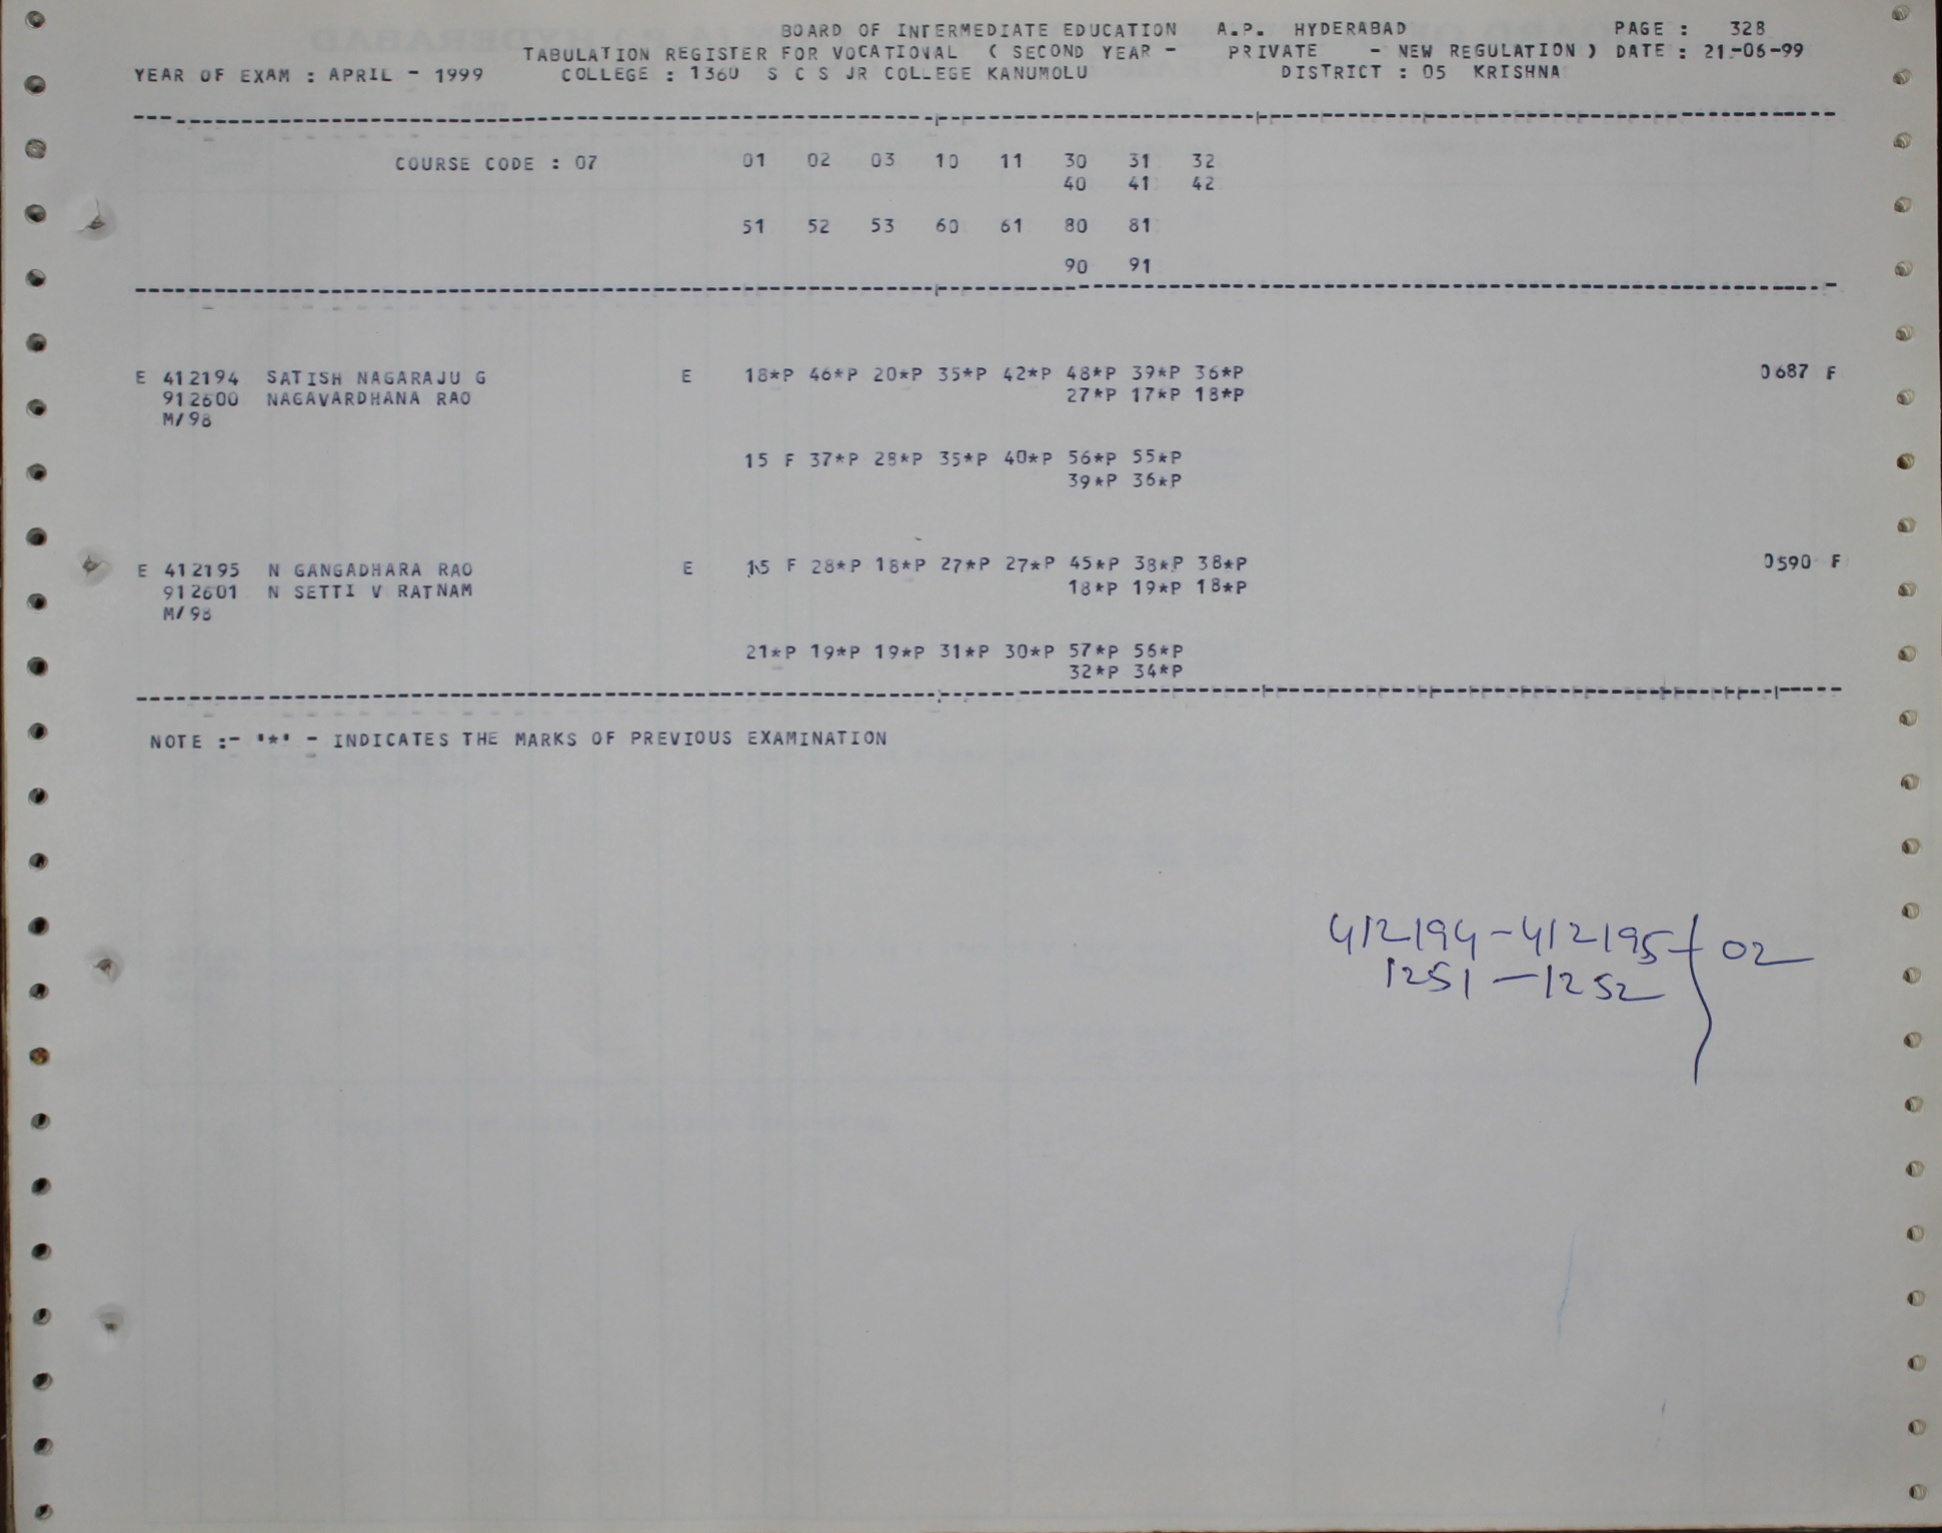 BOARD OF INTERMEDIATE EDUCATION A.P. HYDERABAD PAGE : 328
TABULATION REGISTER FOR VOCATIONAL ( SECOND YEAR - PRIVATE - NEW REGULATION ) DATE : 21-06-99
YEAR OF EXAM : APRIL - 1999 COLLEGE : 1360 S C S JR COLLEGE KANUMOLU DISTRICT : 05 KRISHNA
COURSE CODE : 07 01 02 03 10 11 30 31 32
40 41 42
51 52 53 60 61 80 81
90 91
E 412194 SATISH NAGARAJU G E 18*P 46*P 20*P 35*P 42*P 48*P 39*P 36*P 0687 F
912600 NAGAVARDHANA RAO 27*P 17*P 18*P
M/98
15 F 37*P 28*P 35*P 40*P 56*P 55*P
39*P 36*P
E 412195 N GANGADHARA RAO E 15 F 28*P 18*P 27*P 27*P 45*P 38*P 38*P 0590 F
912601 N SETTI V RATNAM 18*P 19*P 18*P
M/98
21*P 19*P 19*P 31*P 30*P 57*P 56*P
32*P 34*P
NOTE :- '*' - INDICATES THE MARKS OF PREVIOUS EXAMINATION
412194-412195 } 02
1251-1252